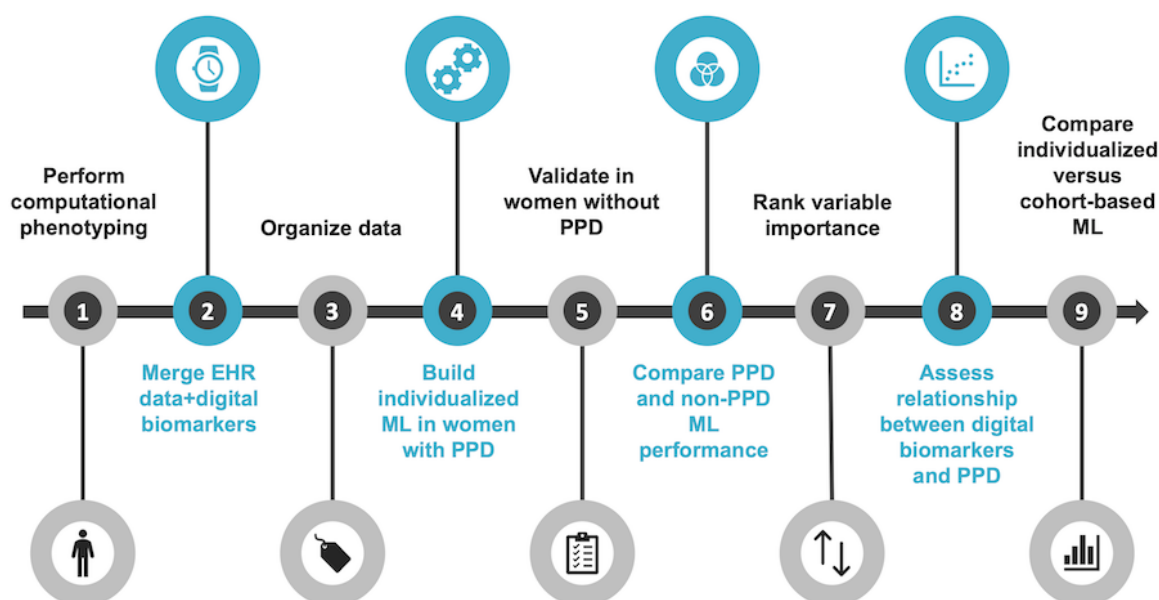 Perform
computational
phenotyping
1
2
Merge EHR
data+digital
biomarkers
Organize data
3
4
Build
individualized
ML in women
with PPD
Validate in
women without
PPD
5
6
Compare PPD
and non-PPD
ML
performance
Rank variable
importance
7
8
Assess
relationship
between digital
biomarkers
and PPD
Compare
individualized
versus
cohort-based
ML
9